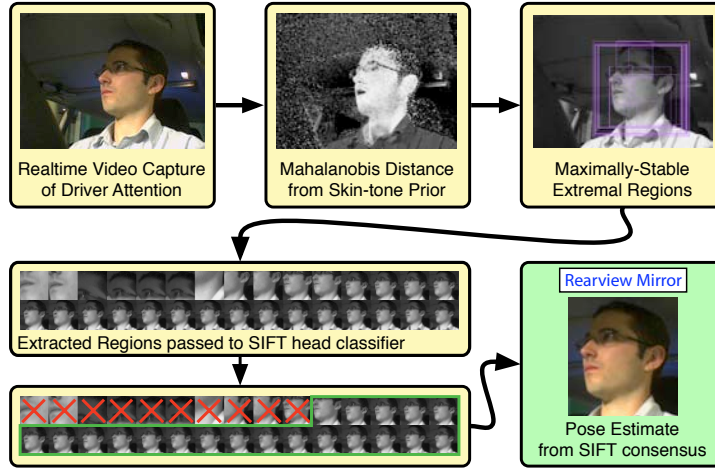 Realtime Video Capture
of Driver Attention
Mahalanobis Distance
from Skin-tone Prior
Maximally-Stable
Extremal Regions
Extracted Regions passed to SIFT head classifier
Rearview Mirror
Pose Estimate
from SIFT consensus